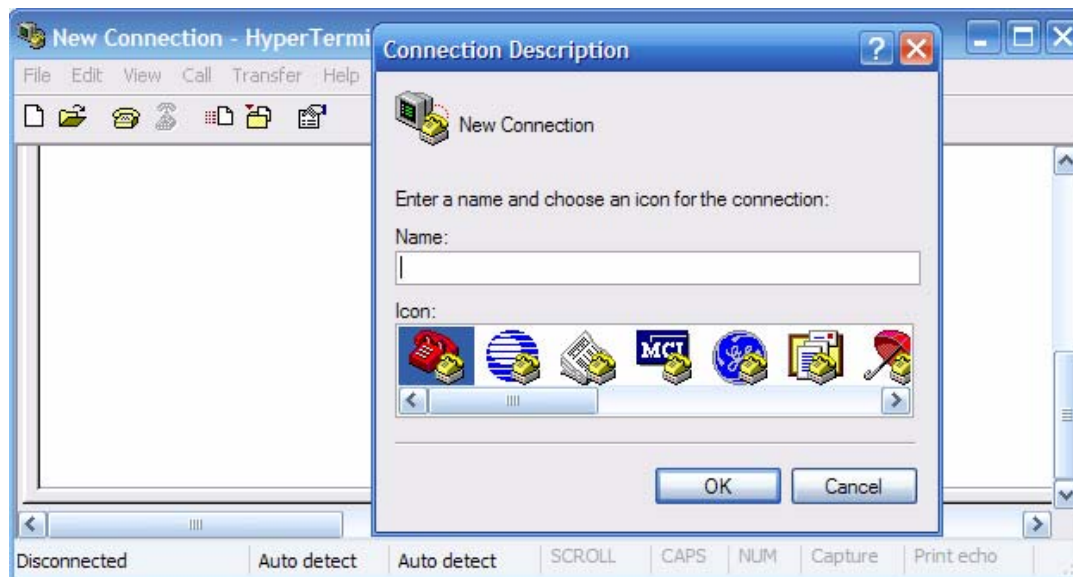 New Connection - HyperTermi
File Edit View Call Transfer Help
Connection Description
New Connection
Enter a name and choose an icon for the connection:
Name:
Icon:
MCI
OK Cancel
Disconnected Auto detect Auto detect SCROLL CAPS NUM Capture Print echo